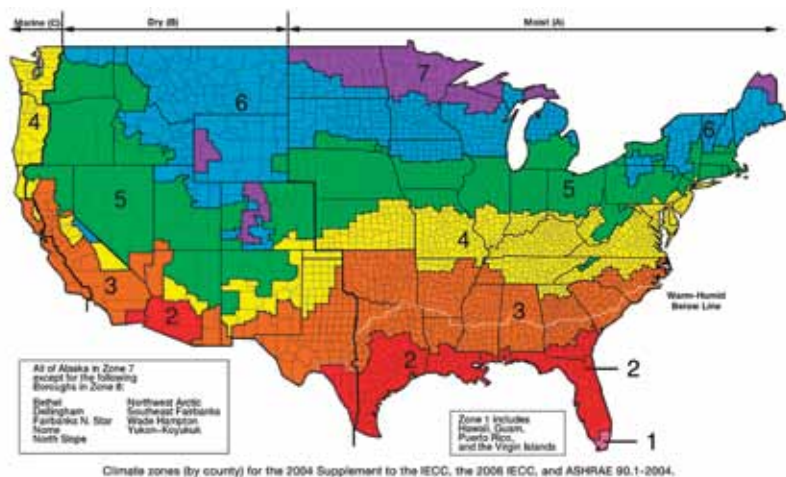 Marine (C)
Dry (B)
Moist (A)
7
6
4
6
5
5
4
3
3
2
Warm-Humid
Below Line
2
2
1
All of Alaska in Zone 7
except for the following
Boroughs in Zone 8:
Bethel Northwest Arctic
Dellingham Southeast Fairbanks
Fairbanks N. Star Wade Hampton
Nome Yukon-Koyukuk
North Slope
Zone 1 includes
Hawaii, Guam,
Puerto Rico,
and the Virgin Islands
Climate zones (by county) for the 2004 Supplement to the IECC, the 2006 IECC, and ASHRAE 90.1-2004.